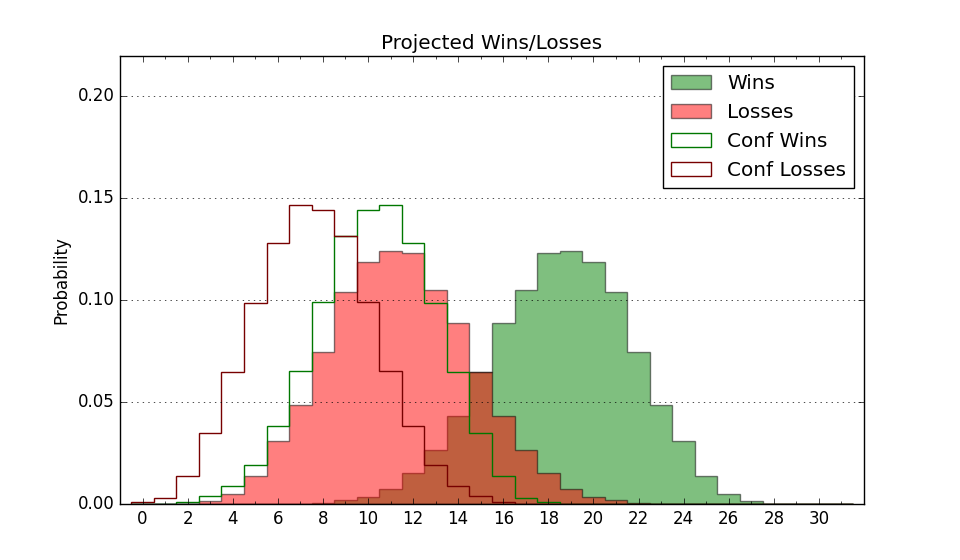 Projected Wins/Losses
Wins
Losses
Conf Wins
Conf Losses
Probability
0.20
0.15
0.10
0.05
0.00
0 2 4 6 8 10 12 14 16 18 20 22 24 26 28 30